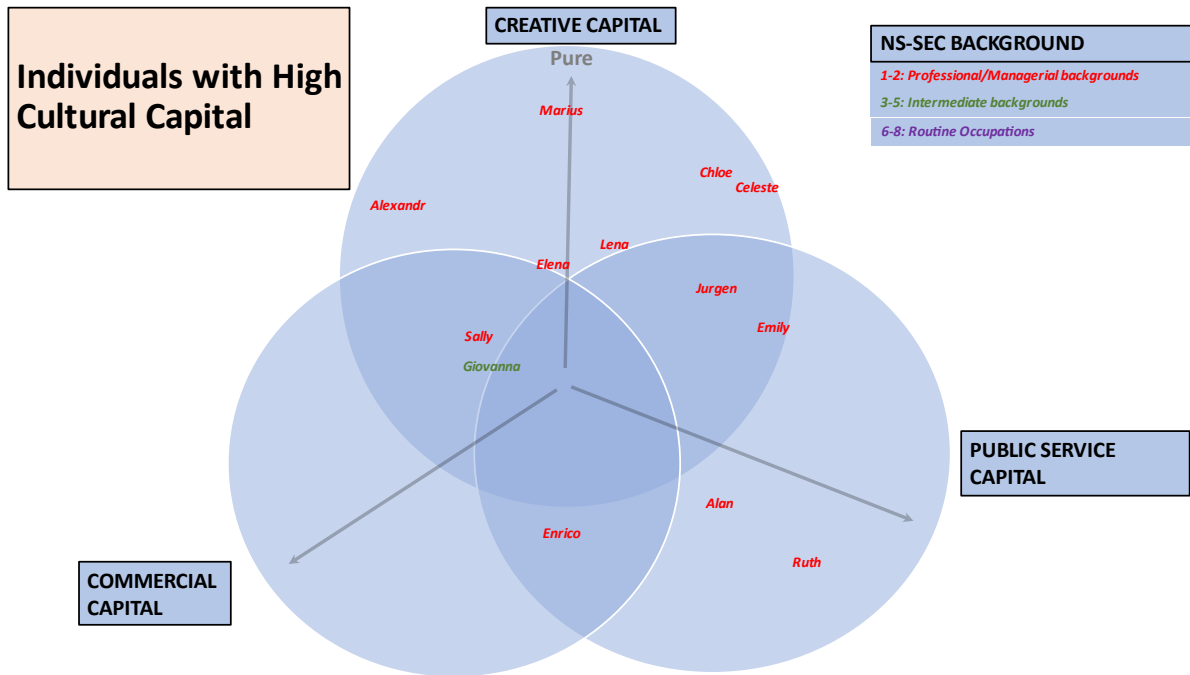 CREATIVE CAPITAL
Individuals with High
Cultural Capital
NS-SEC BACKGROUND
1-2: Professional/Managerial backgrounds
3-5: Intermediate backgrounds
6-8: Routine Occupations
Pure
Marius
Chloe
Celeste
Alexandr
Lena
Elena
Jurgen
Emily
Sally
Giovanna
PUBLIC SERVICE
CAPITAL
Alan
Enrico
Ruth
COMMERCIAL
CAPITAL